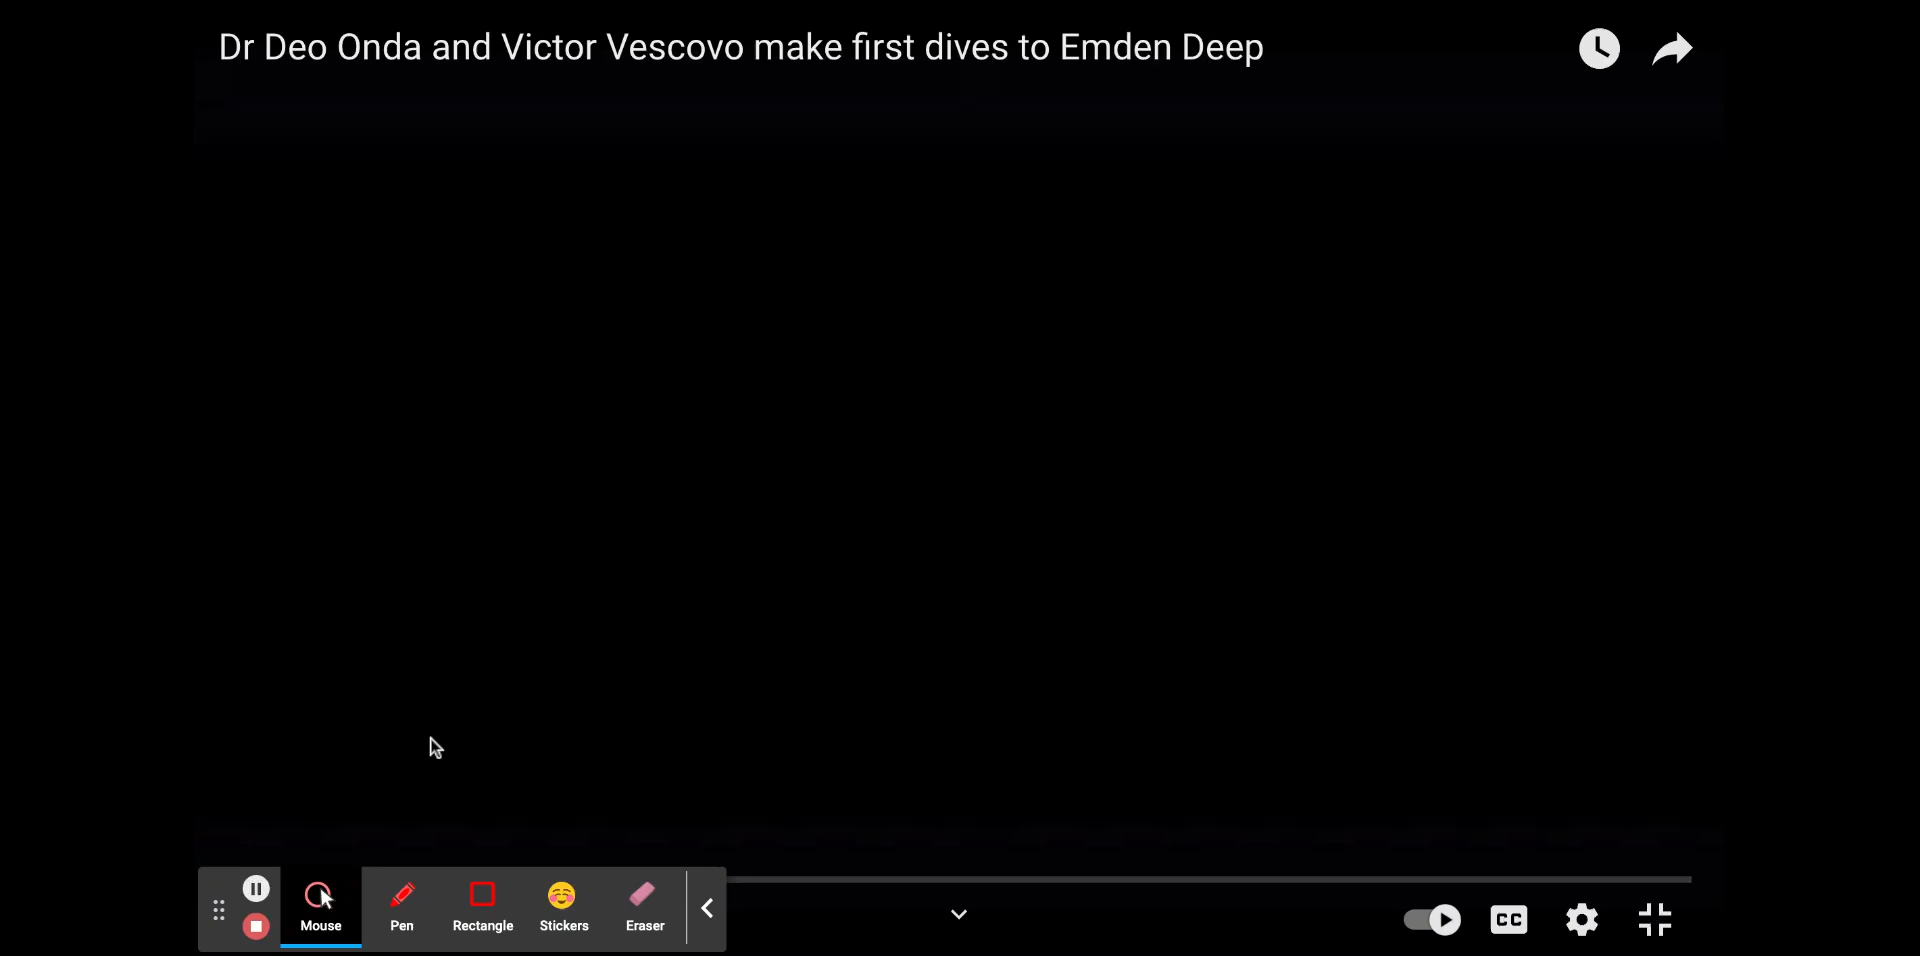 Dr Deo Onda and Victor Vescovo make first dives to Emden Deep
Mouse
Pen
Rectangle
Stickers
Eraser
CC